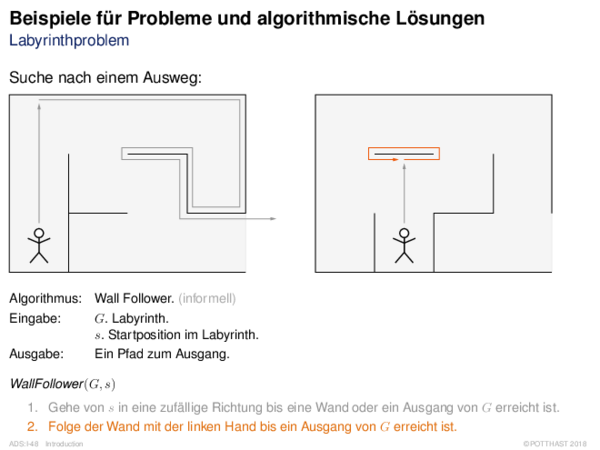 Beispiele für Probleme und algorithmische Lösungen
Labyrinthproblem
Suche nach einem Ausweg:
Algorithmus: Wall Follower. (informell)
Eingabe: G. Labyrinth.
s. Startposition im Labyrinth.
Ausgabe: Ein Pfad zum Ausgang.
WallFollower(G, s)
1. Gehe von s in eine zufällige Richtung bis eine Wand oder ein Ausgang von G erreicht ist.
2. Folge der Wand mit der linken Hand bis ein Ausgang von G erreicht ist.
ADS:I-48 Introduction © POTTHAST 2018